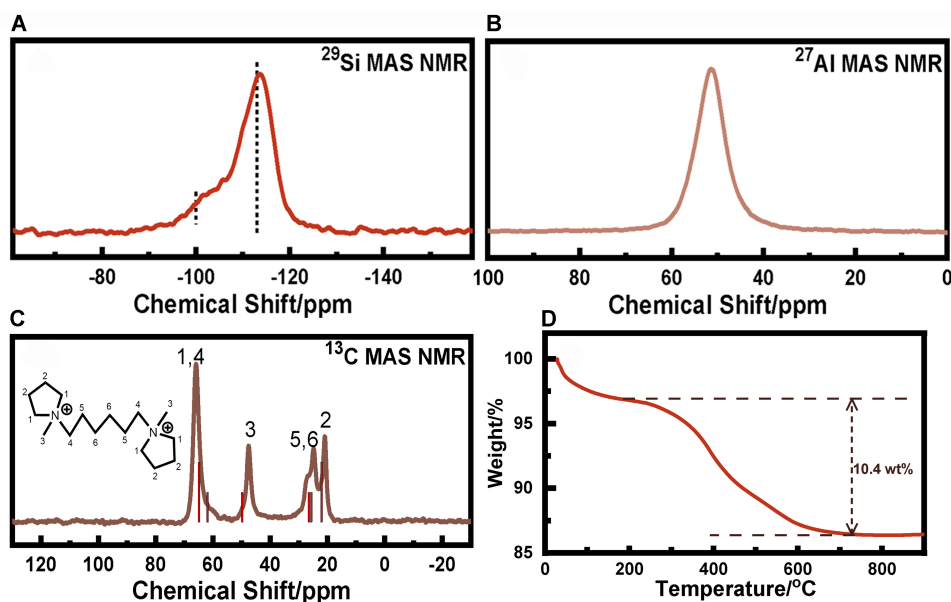 A
²⁹Si MAS NMR
-80 -100 -120 -140
Chemical Shift/ppm
B
²⁷Al MAS NMR
100 80 60 40 20 0
Chemical Shift/ppm
C
¹³C MAS NMR
1,4
3
5,6
2
2
2
1
1
N
⊕
3
4
5
6
6
5
4
3
N
⊕
1
1
2
2
120 100 80 60 40 20 0 -20
Chemical Shift/ppm
D
100
95
90
85
Weight/%
10.4 wt%
0 200 400 600 800
Temperature/°C